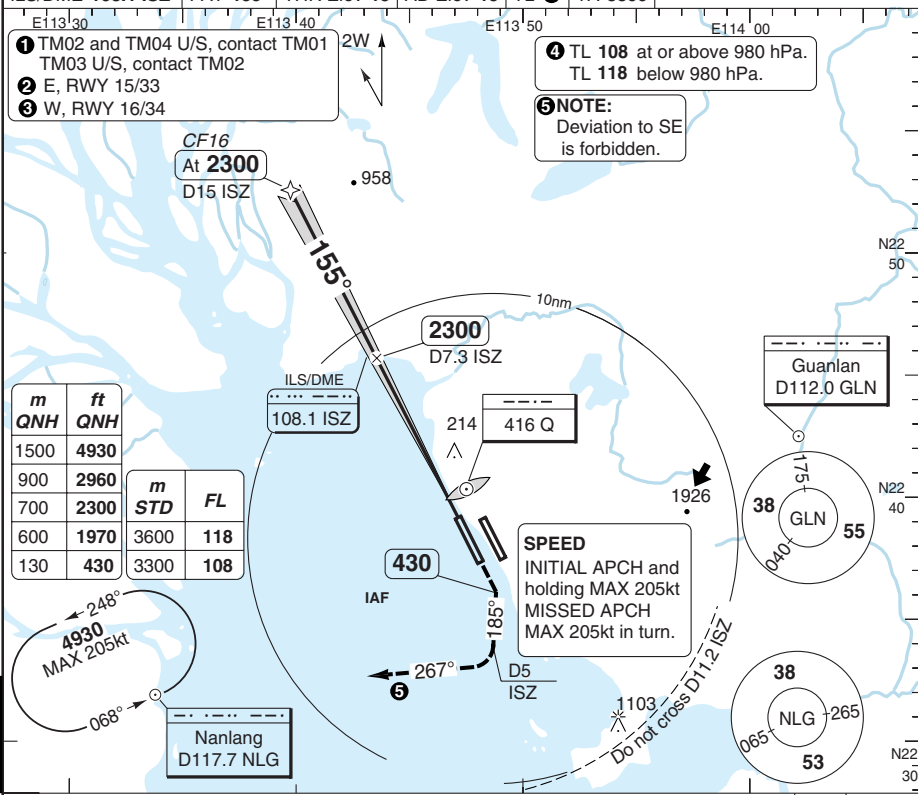 E113 30
E113 40
E113 50
E114 00
❶ TM02 and TM04 U/S, contact TM01
TM03 U/S, contact TM02
❷ E, RWY 15/33
❸ W, RWY 16/34
2W
❹ TL 108 at or above 980 hPa.
TL 118 below 980 hPa.
❺ NOTE:
Deviation to SE
is forbidden.
CF16
At 2300
D15 ISZ
958
155°
N22
50
10nm
2300
D7.3 ISZ
ILS/DME
108.1 ISZ
Guanlan
D112.0 GLN
m QNH ft QNH
1500 4930
900 2960
700 2300
600 1970
130 430
m STD FL
3600 118
3300 108
214
416 Q
1926
N22
40
175
38
GLN
55
040
430
IAF
SPEED
INITIAL APCH and
holding MAX 205kt
MISSED APCH
MAX 205kt in turn.
185°
267°
❺
D5
ISZ
248°
4930
MAX 205kt
068°
Nanlang
D117.7 NLG
1103
Do not cross D11.2 ISZ
38
NLG
265
065
53
N22
30